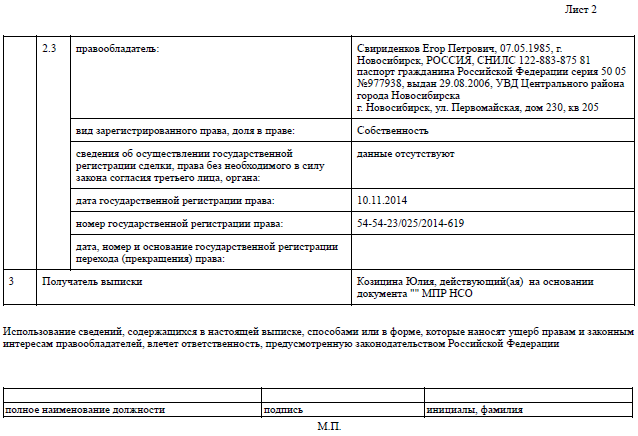 Лист 2
2.3 правообладатель: Свириденков Егор Петрович, 07.05.1985, г.
Новосибирск, РОССИЯ, СНИЛС 122-883-875 81
паспорт гражданина Российской Федерации серия 50 05
№977938, выдан 29.08.2006, УВД Центрального района
города Новосибирска
г. Новосибирск, ул. Первомайская, дом 230, кв 205
вид зарегистрированного права, доля в праве: Собственность
сведения об осуществлении государственной данные отсутствуют
регистрации сделки, права без необходимого в силу
закона согласия третьего лица, органа:
дата государственной регистрации права: 10.11.2014
номер государственной регистрации права: 54-54-23/025/2014-619
дата, номер и основание государственной регистрации
перехода (прекращения) права:
3 Получатель выписки Козицина Юлия, действующий(ая) на основании
документа "" МПР НСО
Использование сведений, содержащихся в настоящей выписке, способами или в форме, которые наносят ущерб правам и законным
интересам правообладателей, влечет ответственность, предусмотренную законодательством Российской Федерации
полное наименование должности подпись инициалы, фамилия
М.П.